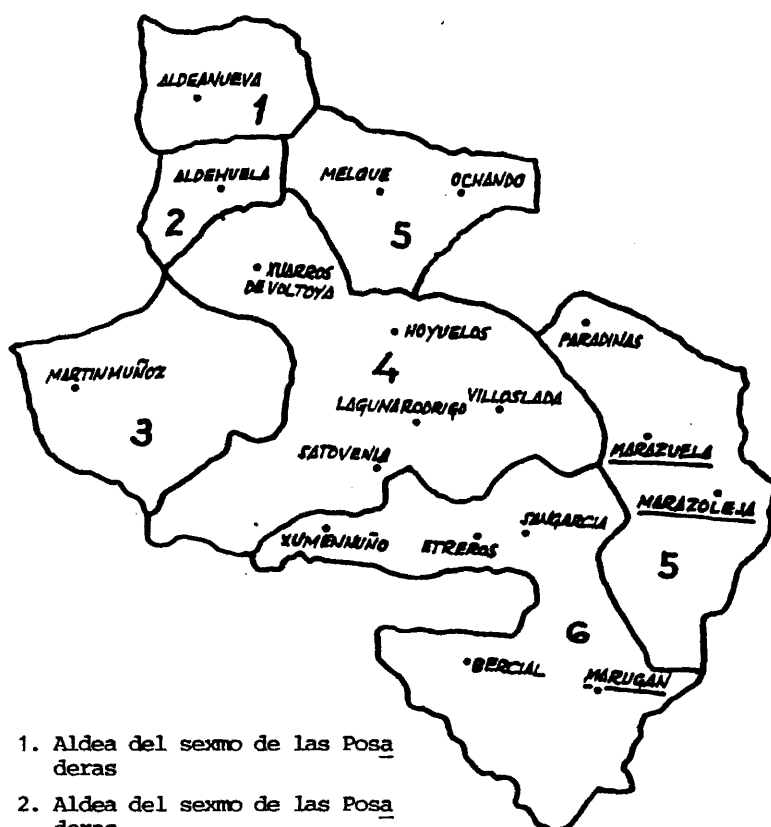 ALDEANUEVA
1
ALDEHUELA
2
MELQUE
OCHANDO
5
XUARROS
DE VOLTOYA
HOYUELOS
PARADINAS
4
MARTINMUÑOZ
3
LAGUNARODRIGO
VILLOSLADA
SATOVENIA
MARAZUELA
MARAZOLEJA
XUMENNUÑO
ETREROS
SANGARCIA
5
6
BERCIAL
MARUGAN
1. Aldea del sexmo de las Posa
deras
2. Aldea del sexmo de las Posa
deras